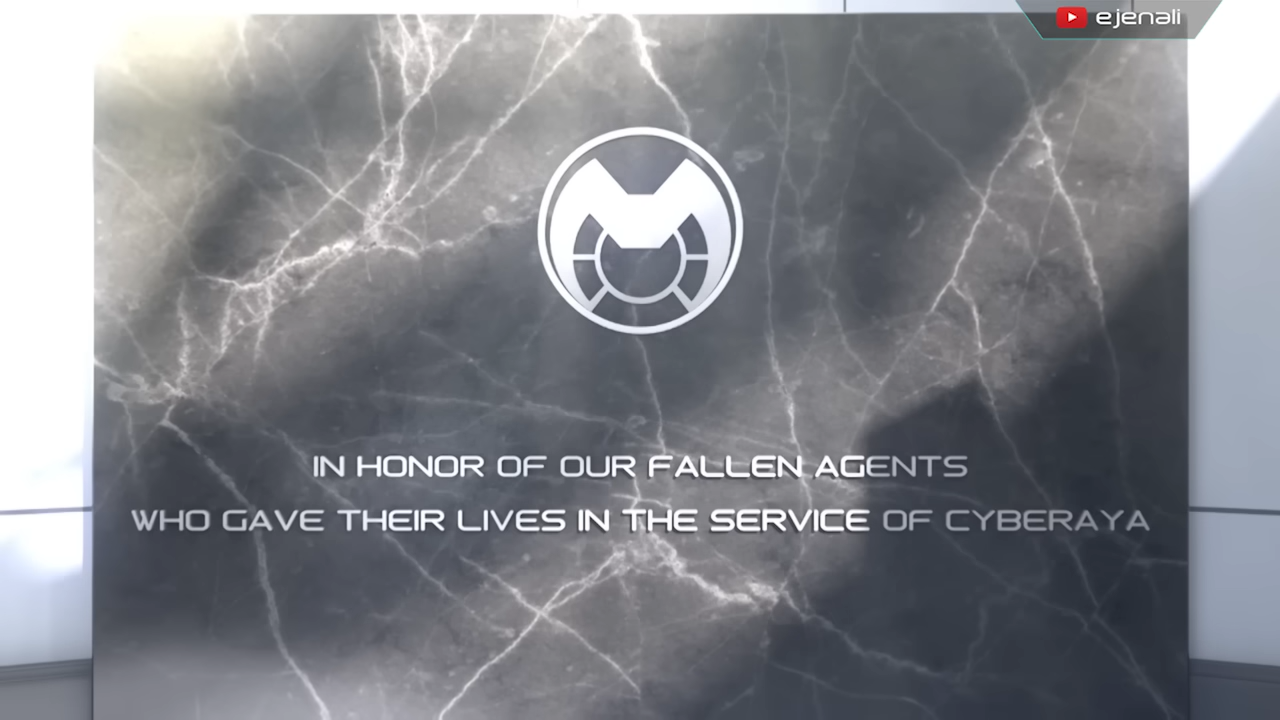 ejenali
IN HONOR OF OUR FALLEN AGENTS
WHO GAVE THEIR LIVES IN THE SERVICE OF CYBERAYA